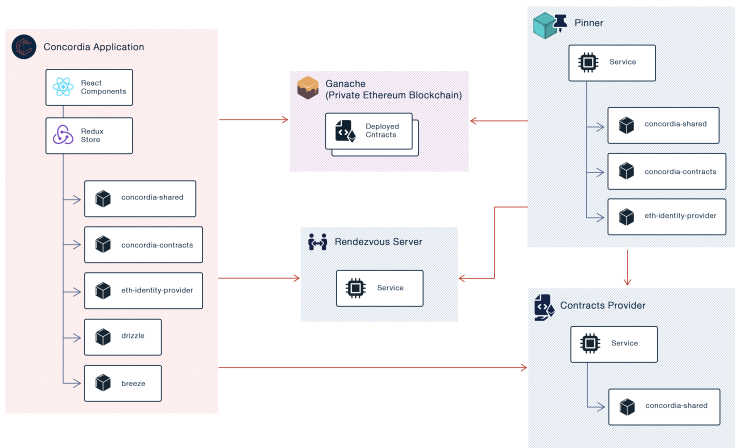 Concordia Application
React
Components
Redux
Store
concordia-shared
concordia-contracts
eth-identity-provider
drizzle
breeze
Ganache
(Private Ethereum Blockchain)
Deployed
Cntracts
Rendezvous Server
Service
Pinner
Service
concordia-shared
concordia-contracts
eth-identity-provider
Contracts Provider
Service
concordia-shared